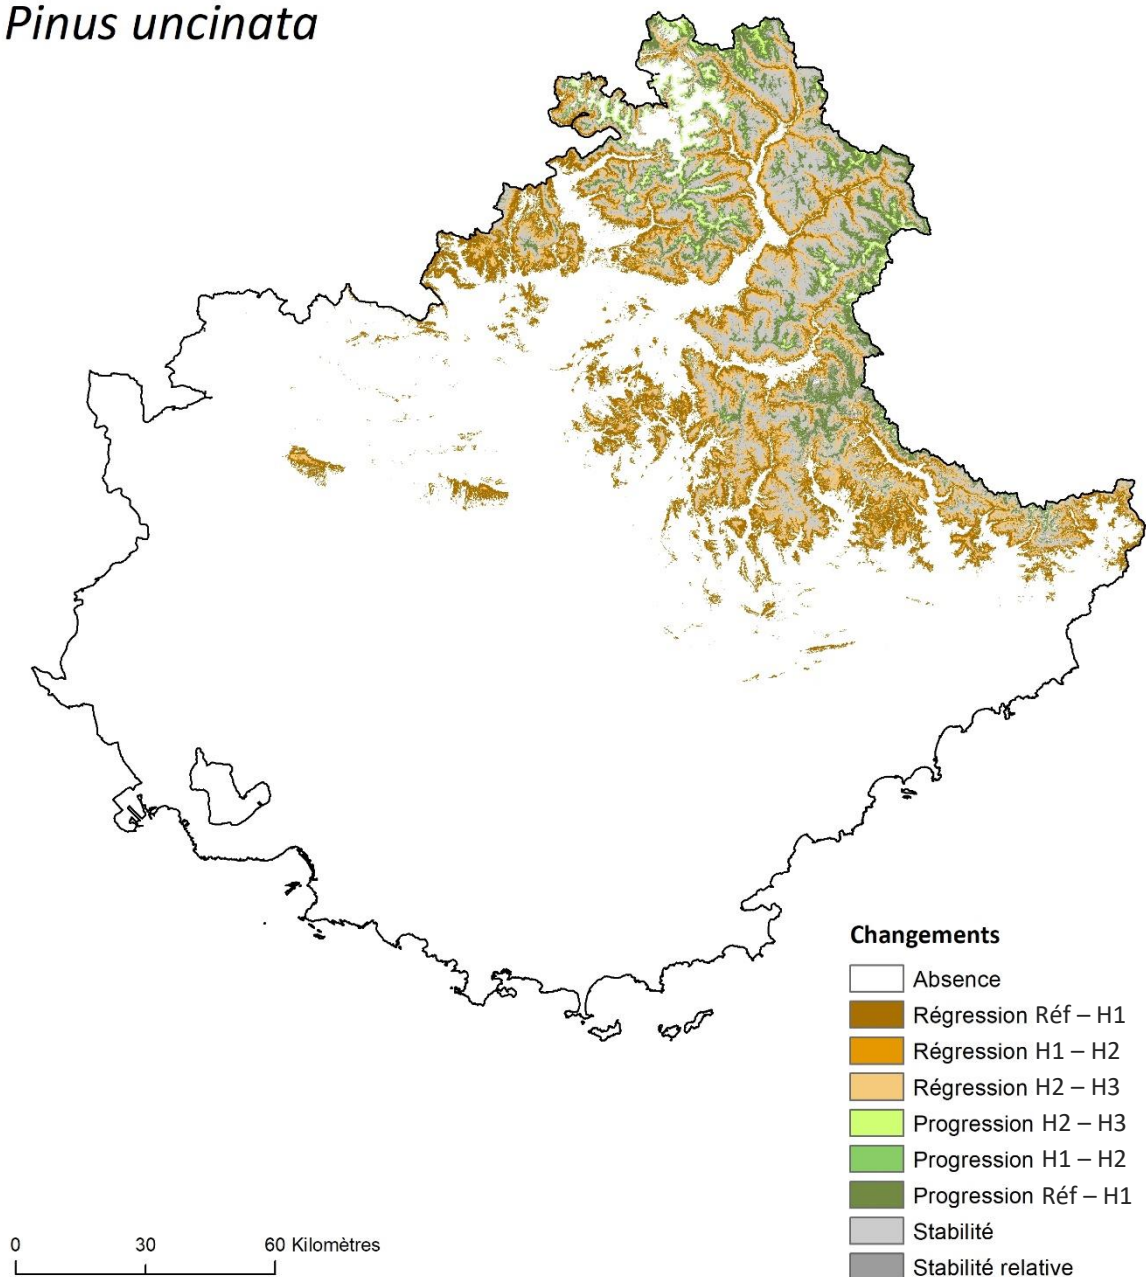 Pinus uncinata
Changements
Absence
Régression Réf – H1
Régression H1 – H2
Régression H2 – H3
Progression H2 – H3
Progression H1 – H2
Progression Réf – H1
Stabilité
Stabilité relative
0 30 60 Kilomètres